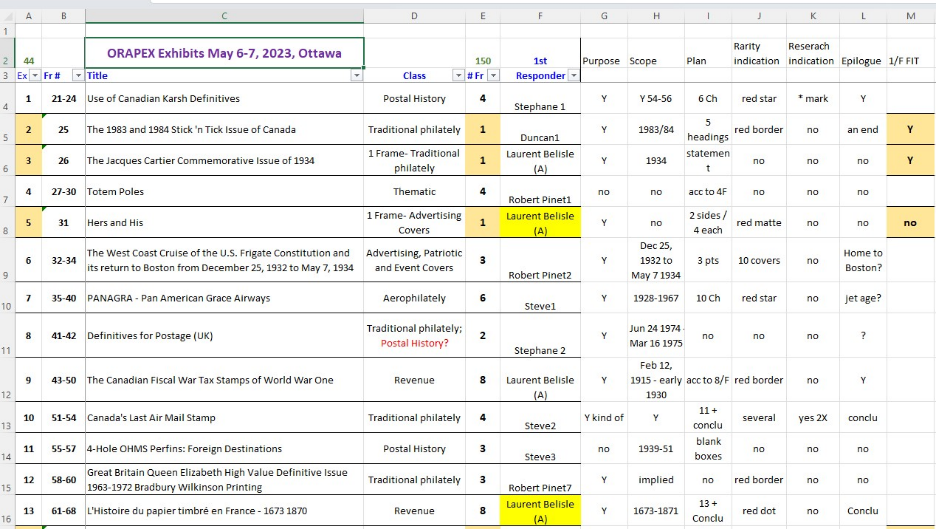 A B C D E F G H I J K L M
1
2 44 ORAPEX Exhibits May 6-7, 2023, Ottawa 150 1st Purpose Scope Plan Rarity indication Reserach indication Epilogue 1/F FIT
3 Ex Fr # Title Class # Fr Responder
4 1 21-24 Use of Canadian Karsh Definitives Postal History 4 Stephane 1 Y Y 54-56 6 Ch red star * mark Y
5 2 25 The 1983 and 1984 Stick 'n Tick Issue of Canada Traditional philately 1 Duncan1 Y 1983/84 5 headings red border no an end Y
6 3 26 The Jacques Cartier Commemorative Issue of 1934 1 Frame- Traditional philately 1 Laurent Belisle (A) Y 1934 statemen t no no no Y
7 4 27-30 Totem Poles Thematic 4 Robert Pinet1 no no acc to 4F no no no
8 5 31 Hers and His 1 Frame- Advertising Covers 1 Laurent Belisle (A) Y no 2 sides / 4 each red matte no no no
9 6 32-34 The West Coast Cruise of the U.S. Frigate Constitution and its return to Boston from December 25, 1932 to May 7, 1934 Advertising, Patriotic and Event Covers 3 Robert Pinet2 Y Dec 25, 1932 to May 7 1934 3 pts 10 covers no Home to Boston?
10 7 35-40 PANAGRA - Pan American Grace Airways Aerophilately 6 Steve1 Y 1928-1967 10 Ch red star no jet age?
11 8 41-42 Definitives for Postage (UK) Traditional philately; Postal History? 2 Stephane 2 Y Jun 24 1974 - Mar 16 1975 no no no ?
12 9 43-50 The Canadian Fiscal War Tax Stamps of World War One Revenue 8 Laurent Belisle (A) Y Feb 12, 1915 - early 1930 acc to 8/F red border no Y
13 10 51-54 Canada's Last Air Mail Stamp Traditional philately 4 Steve2 Y kind of Y 11 + conclu several yes 2X conclu
14 11 55-57 4-Hole OHMS Perfins: Foreign Destinations Postal History 3 Steve3 no 1939-51 blank boxes no no no
15 12 58-60 Great Britain Queen Elizabeth High Value Definitive Issue 1963-1972 Bradbury Wilkinson Printing Traditional philately 3 Robert Pinet7 Y implied no red border no no
16 13 61-68 L'Histoire du papier timbré en France - 1673 1870 Revenue 8 Laurent Belisle (A) Y 1673-1871 13 + Conclu red dot no Conclu